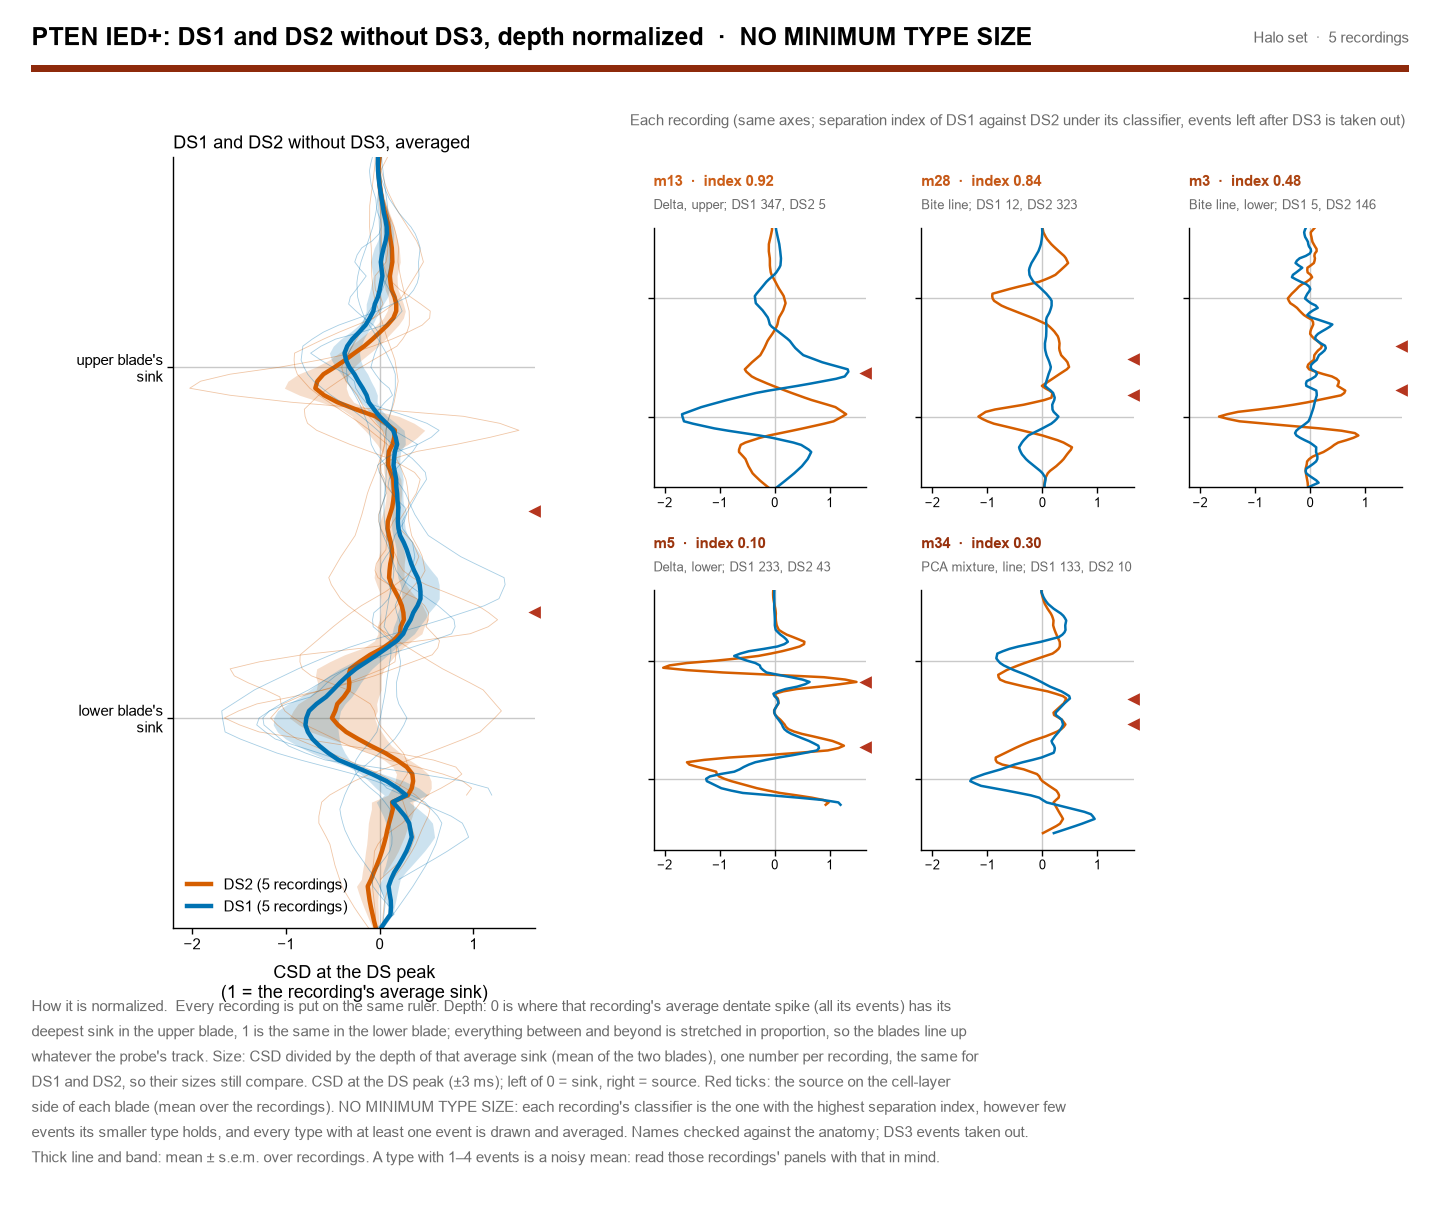 PTEN IED+: DS1 and DS2 without DS3, depth normalized · NO MINIMUM TYPE SIZE
Halo set · 5 recordings
Each recording (same axes; separation index of DS1 against DS2 under its classifier, events left after DS3 is taken out)
DS1 and DS2 without DS3, averaged
upper blade's
sink
lower blade's
sink
DS2 (5 recordings)
DS1 (5 recordings)
−2 −1 0 1
CSD at the DS peak
(1 = the recording's average sink)
m13 · index 0.92
Delta, upper; DS1 347, DS2 5
−2 −1 0 1
m28 · index 0.84
Bite line; DS1 12, DS2 323
−2 −1 0 1
m3 · index 0.48
Bite line, lower; DS1 5, DS2 146
−2 −1 0 1
m5 · index 0.10
Delta, lower; DS1 233, DS2 43
−2 −1 0 1
m34 · index 0.30
PCA mixture, line; DS1 133, DS2 10
−2 −1 0 1
How it is normalized. Every recording is put on the same ruler. Depth: 0 is where that recording's average dentate spike (all its events) has its
deepest sink in the upper blade, 1 is the same in the lower blade; everything between and beyond is stretched in proportion, so the blades line up
whatever the probe's track. Size: CSD divided by the depth of that average sink (mean of the two blades), one number per recording, the same for
DS1 and DS2, so their sizes still compare. CSD at the DS peak (±3 ms); left of 0 = sink, right = source. Red ticks: the source on the cell-layer
side of each blade (mean over the recordings). NO MINIMUM TYPE SIZE: each recording's classifier is the one with the highest separation index, however few
events its smaller type holds, and every type with at least one event is drawn and averaged. Names checked against the anatomy; DS3 events taken out.
Thick line and band: mean ± s.e.m. over recordings. A type with 1–4 events is a noisy mean: read those recordings' panels with that in mind.